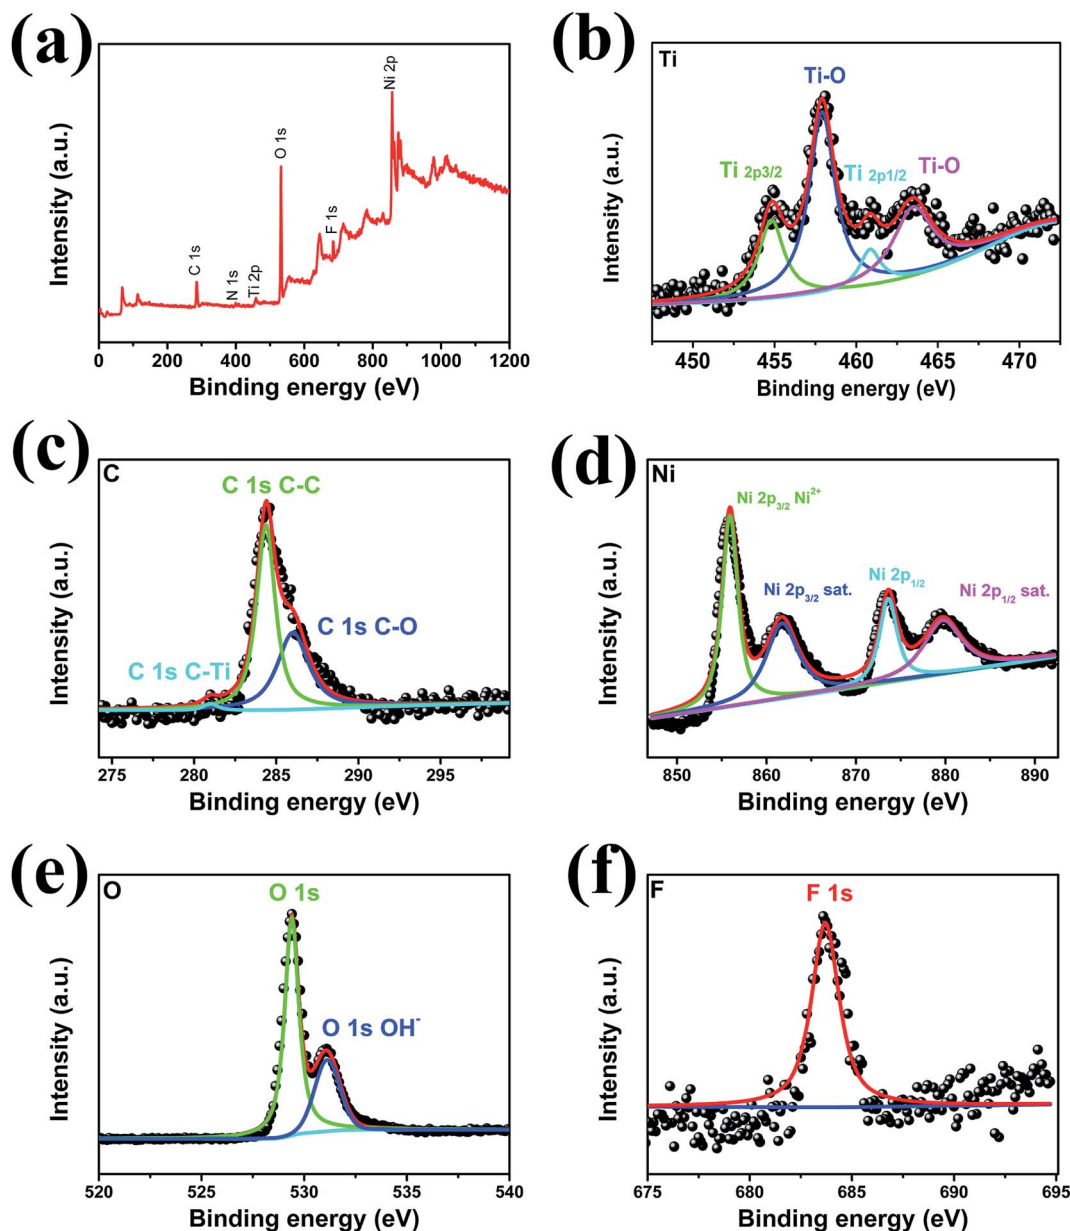 (a)
Intensity (a.u.)
C 1s
N 1s
Ti 2p
O 1s
F 1s
Ni 2p
0 200 400 600 800 1000 1200
Binding energy (eV)
(b)
Ti
Intensity (a.u.)
Ti-O
Ti 2p3/2
Ti 2p1/2
Ti-O
450 455 460 465 470
Binding energy (eV)
(c)
C
Intensity (a.u.)
C 1s C-C
C 1s C-O
C 1s C-Ti
275 280 285 290 295
Binding energy (eV)
(d)
Ni
Intensity (a.u.)
Ni 2p3/2 Ni2+
Ni 2p3/2 sat.
Ni 2p1/2
Ni 2p1/2 sat.
850 860 870 880 890
Binding energy (eV)
(e)
O
Intensity (a.u.)
O 1s
O 1s OH-
520 525 530 535 540
Binding energy (eV)
(f)
F
Intensity (a.u.)
F 1s
675 680 685 690 695
Binding energy (eV)